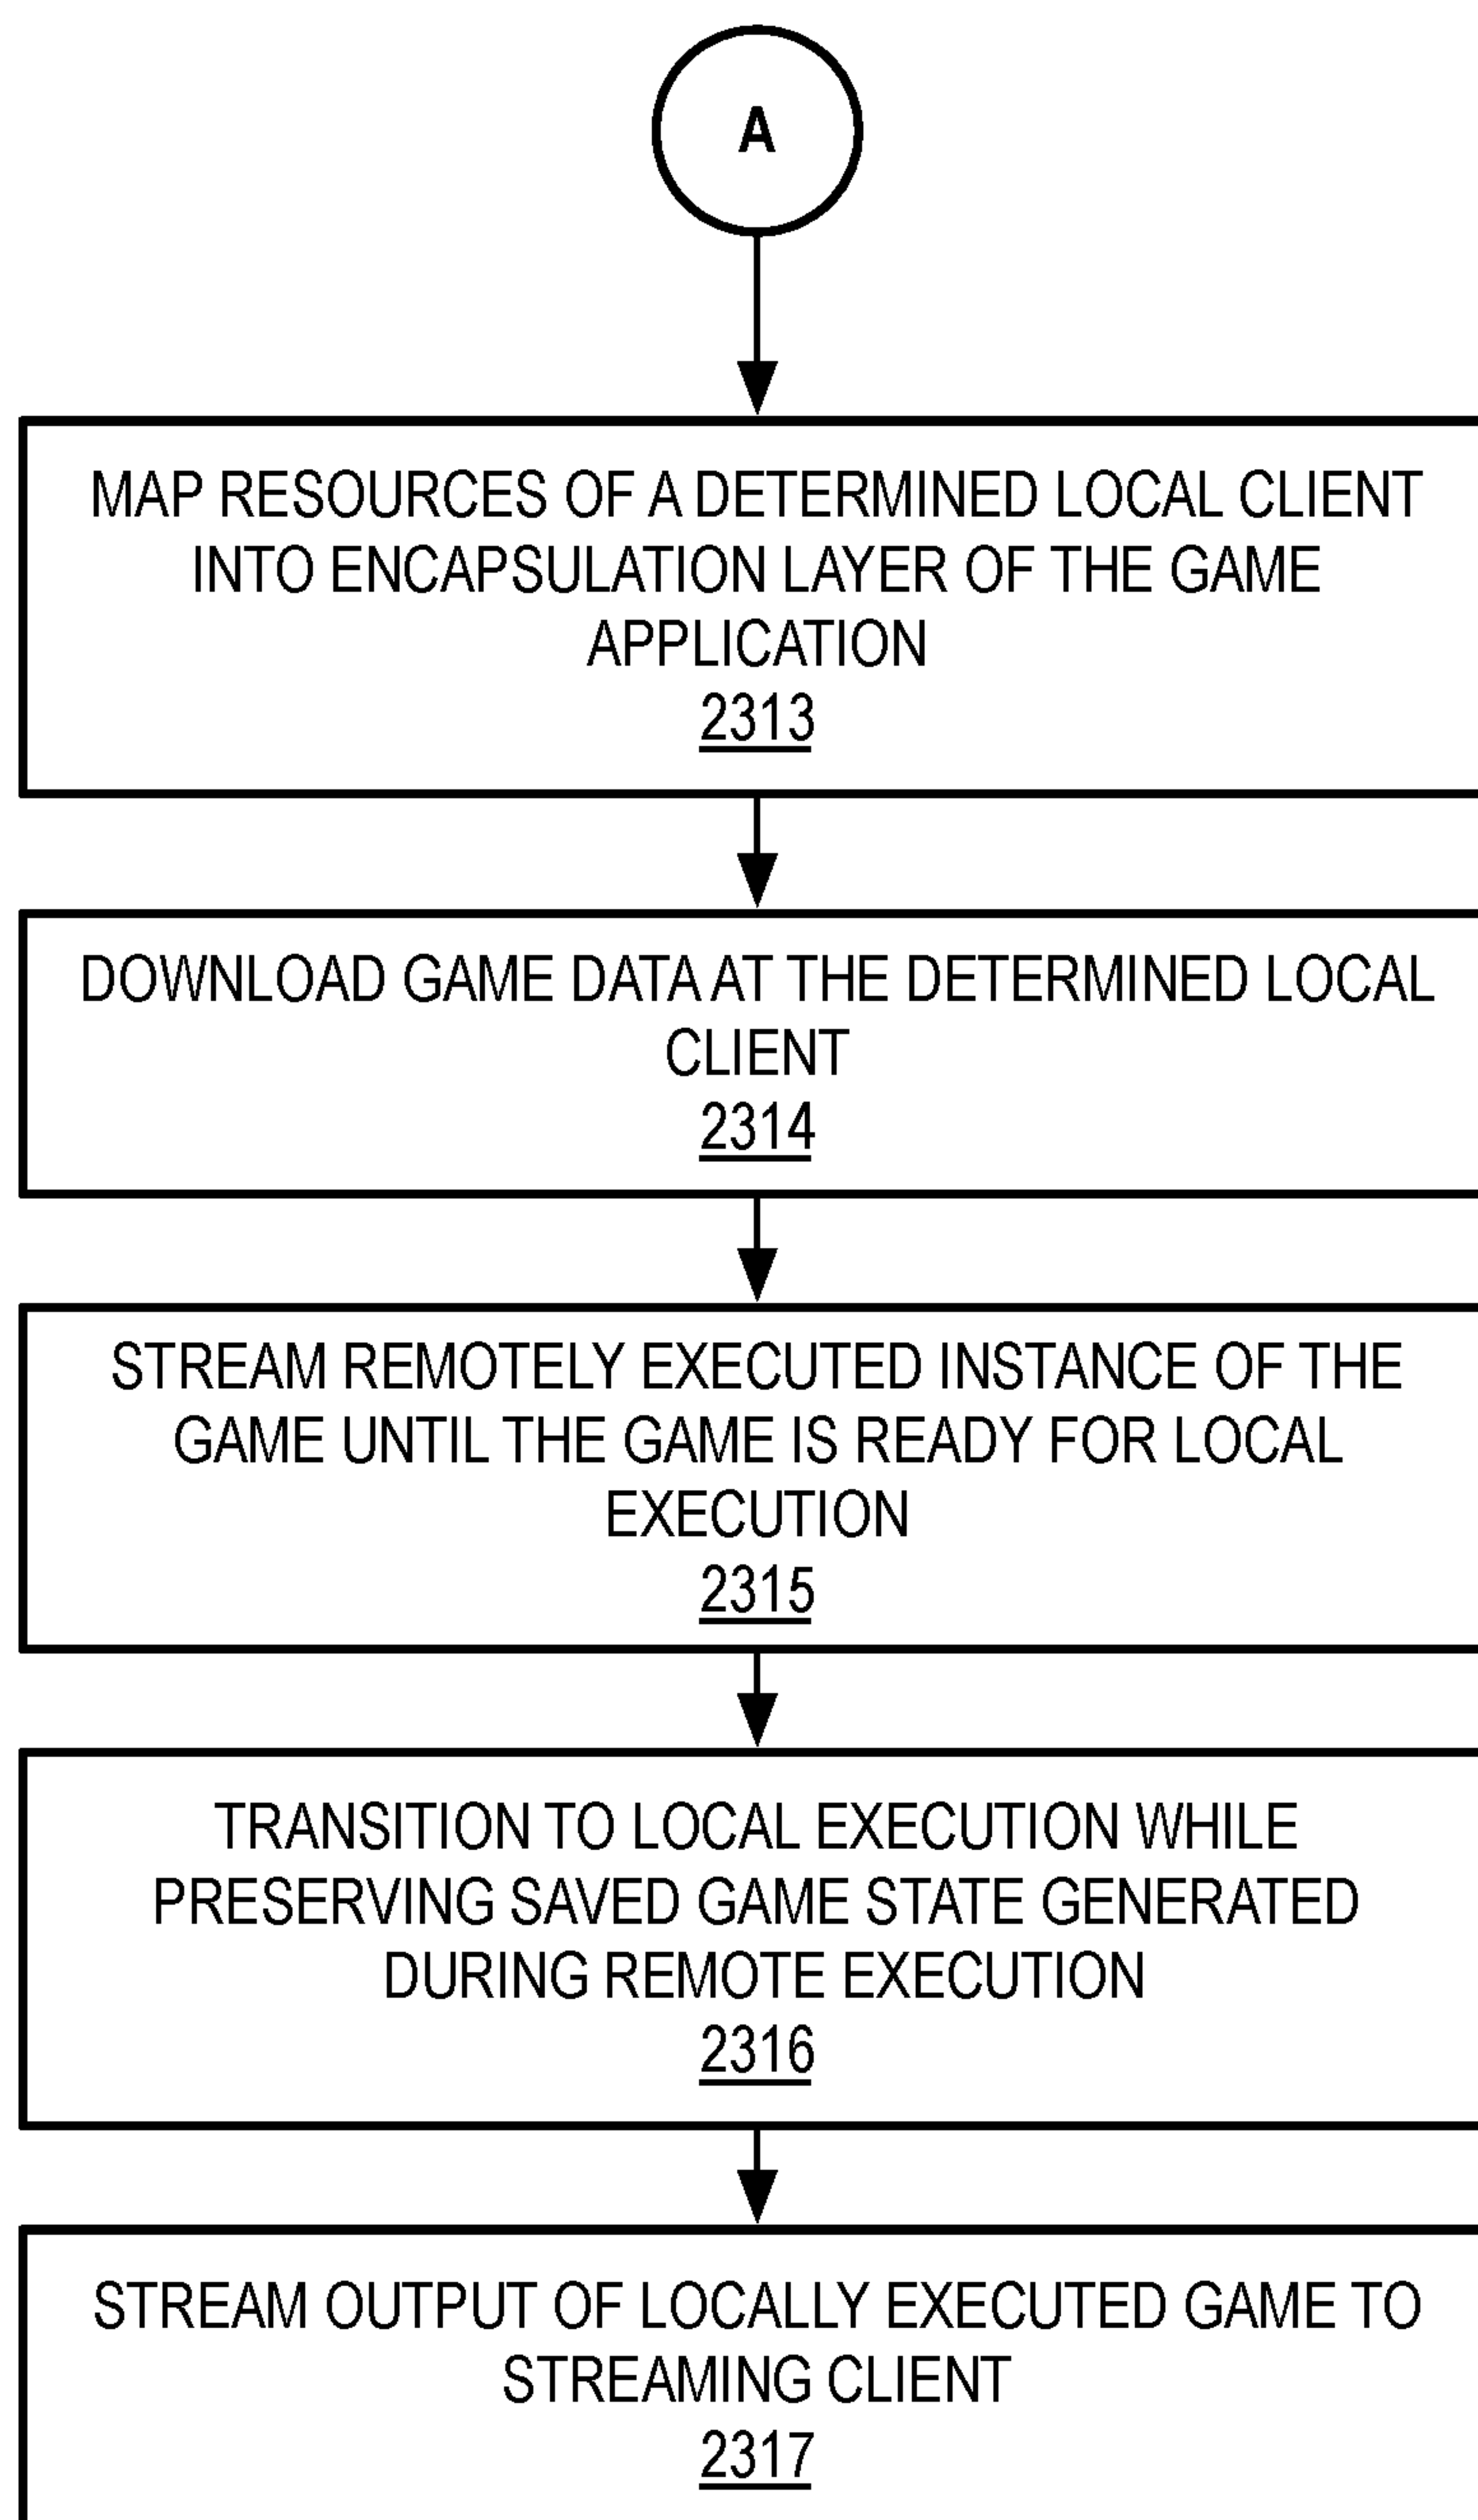 A
MAP RESOURCES OF A DETERMINED LOCAL CLIENT
INTO ENCAPSULATION LAYER OF THE GAME
APPLICATION
2313
DOWNLOAD GAME DATA AT THE DETERMINED LOCAL
CLIENT
2314
STREAM REMOTELY EXECUTED INSTANCE OF THE
GAME UNTIL THE GAME IS READY FOR LOCAL
EXECUTION
2315
TRANSITION TO LOCAL EXECUTION WHILE
PRESERVING SAVED GAME STATE GENERATED
DURING REMOTE EXECUTION
2316
STREAM OUTPUT OF LOCALLY EXECUTED GAME TO
STREAMING CLIENT
2317